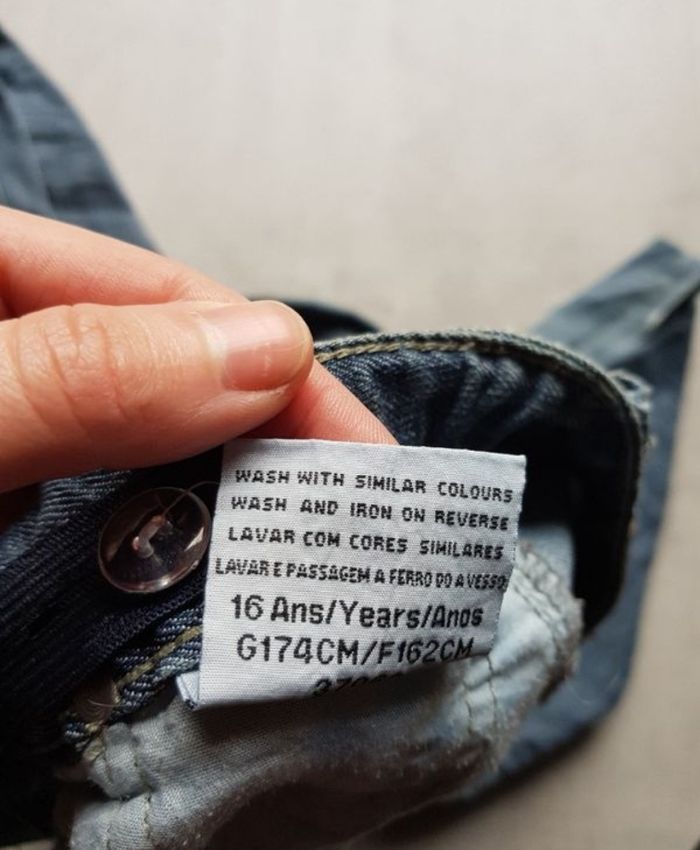 WASH WITH SIMILAR COLOURS
WASH AND IRON ON REVERSE
LAVAR COM CORES SIMILARES
LAVAR E PASSAGEM A FERRO DO AVESSO
16 Ans/Years/Anos
G174CM/F162CM